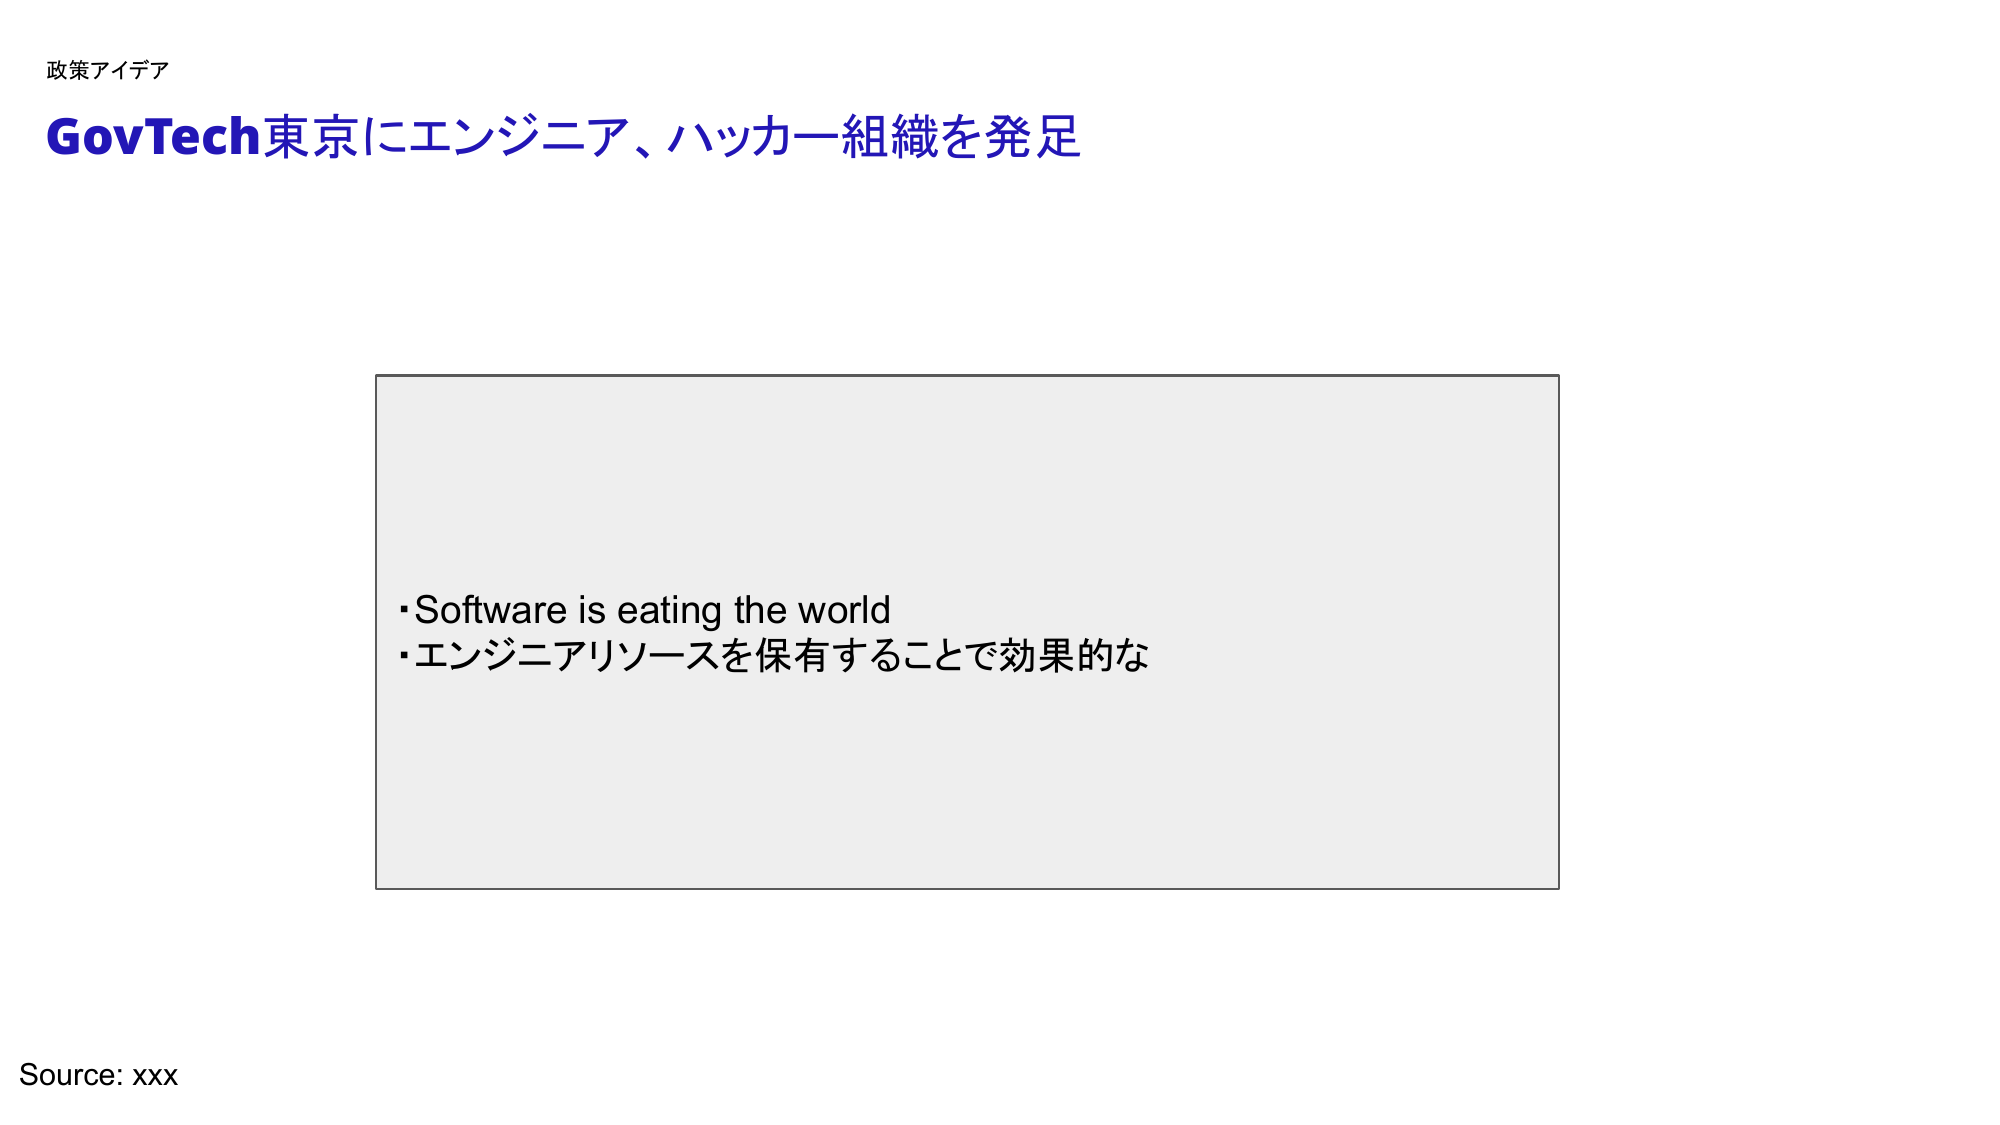 政策アイデア
GovTech東京にエンジニア、ハッカー組織を発足
・Software is eating the world
・エンジニアリソースを保有することで効果的な
Source: xxx